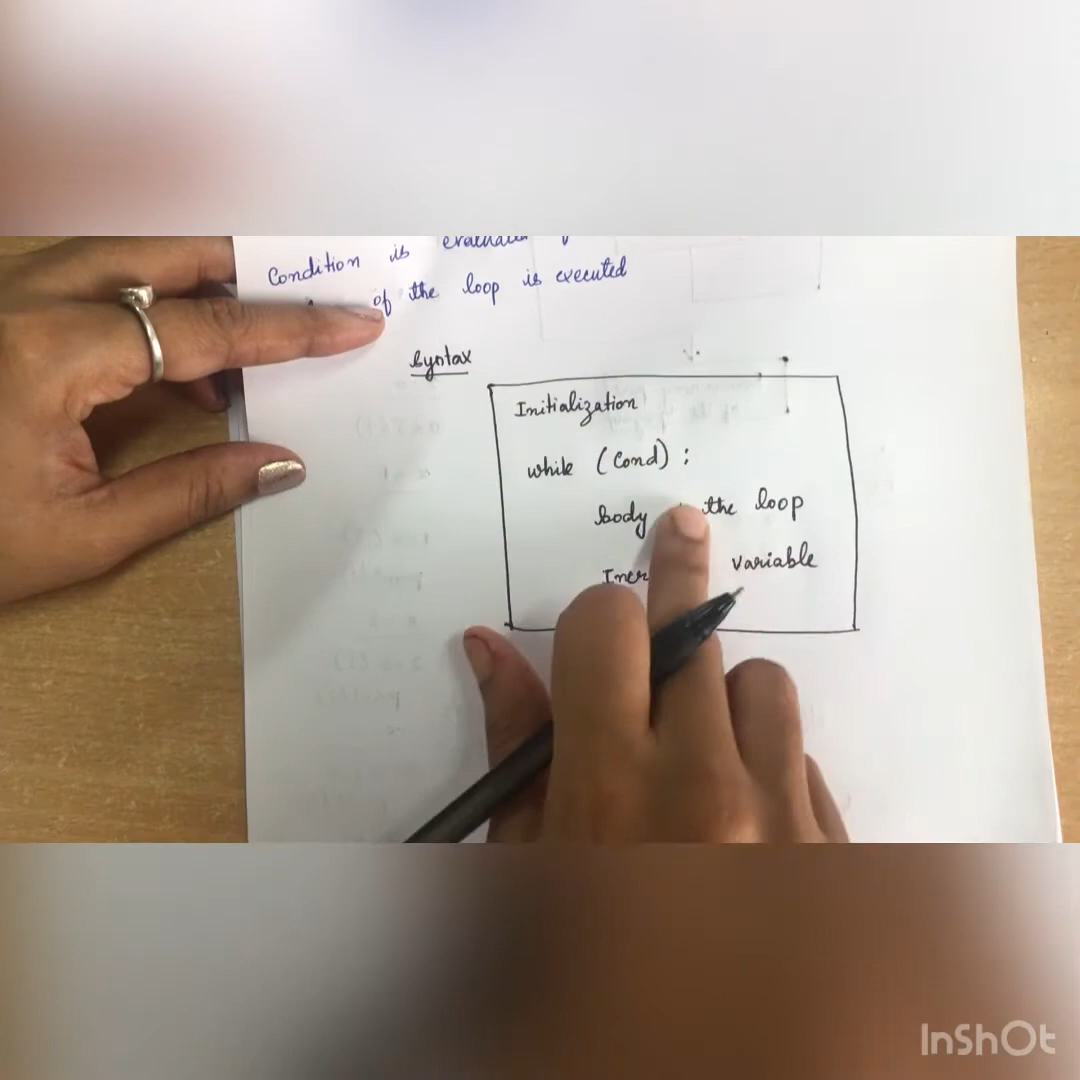 Condition is
of the loop is executed
Syntax
Initialization
while (Cond) :
body the loop
variable
InShOt